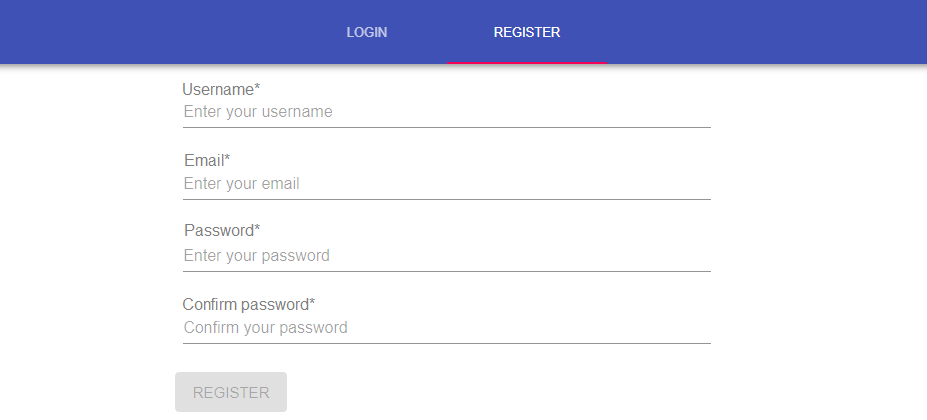 LOGIN REGISTER
Username*
Enter your username
Email*
Enter your email
Password*
Enter your password
Confirm password*
Confirm your password
REGISTER